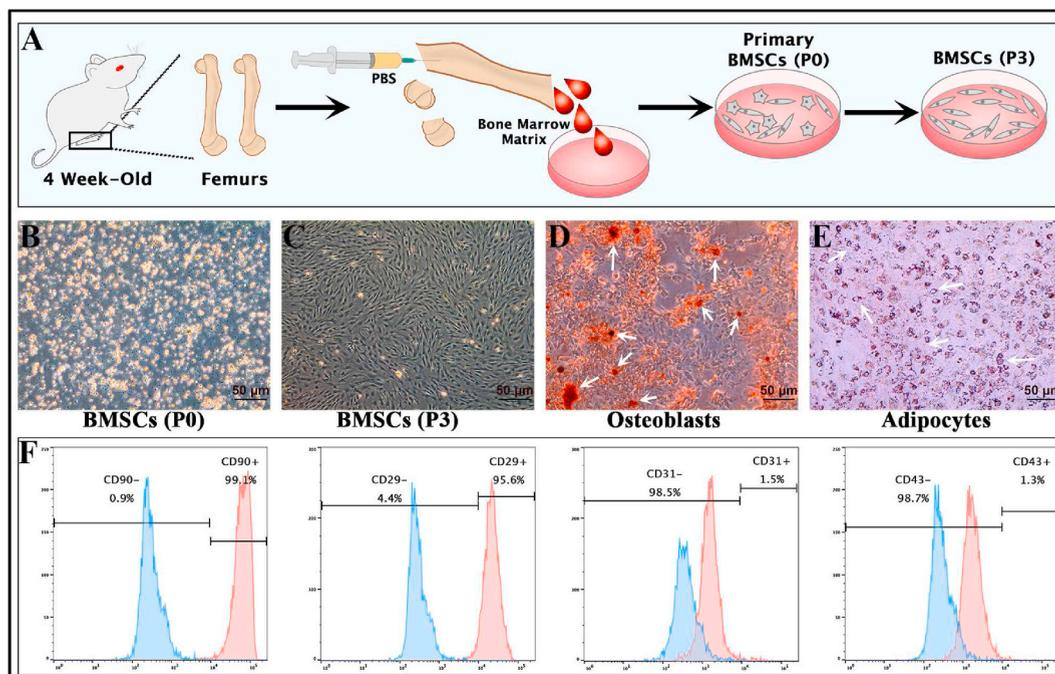 A
4 Week-Old
Femurs
PBS
Bone Marrow
Matrix
Primary
BMSCs (P0)
BMSCs (P3)
B
50 μm
BMSCs (P0)
C
50 μm
BMSCs (P3)
D
50 μm
Osteoblasts
E
50 μm
Adipocytes
F
CD90-
0.9%
CD90+
99.1%
CD29-
4.4%
CD29+
95.6%
CD31-
98.5%
CD31+
1.5%
CD43-
98.7%
CD43+
1.3%